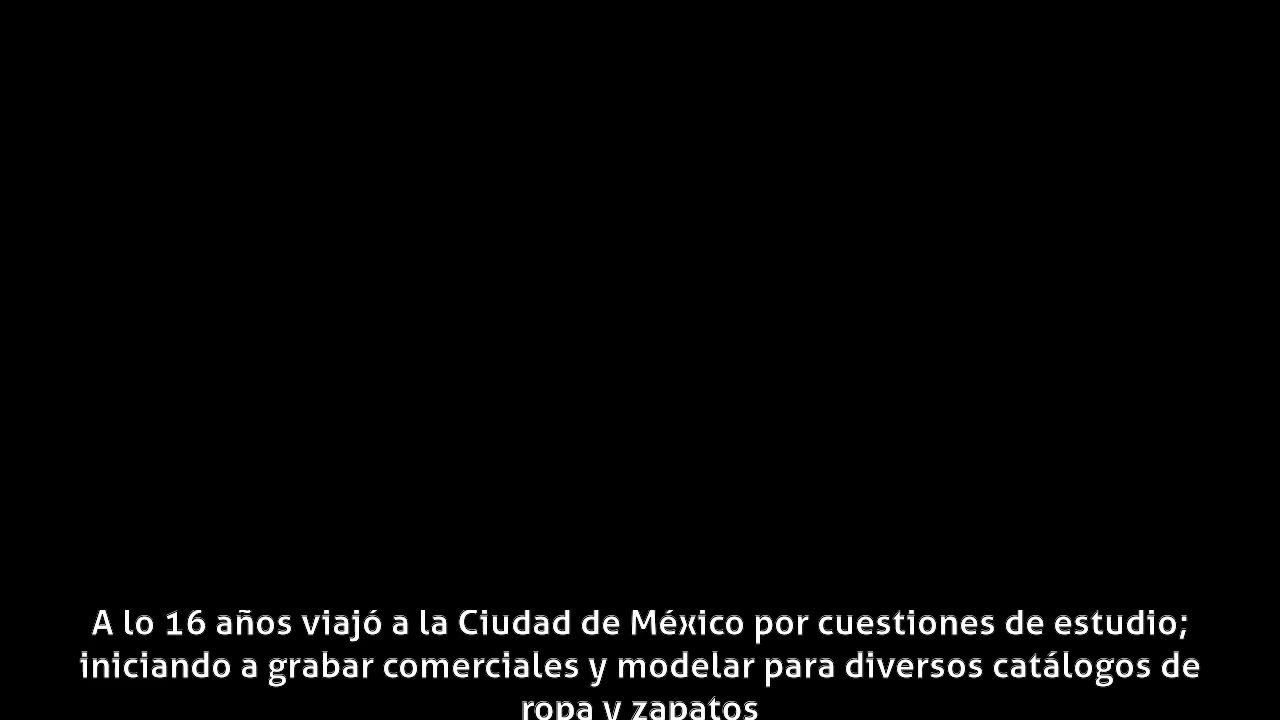 A lo 16 años viajó a la Ciudad de México por cuestiones de estudio;
iniciando a grabar comerciales y modelar para diversos catálogos de
ropa y zapatos